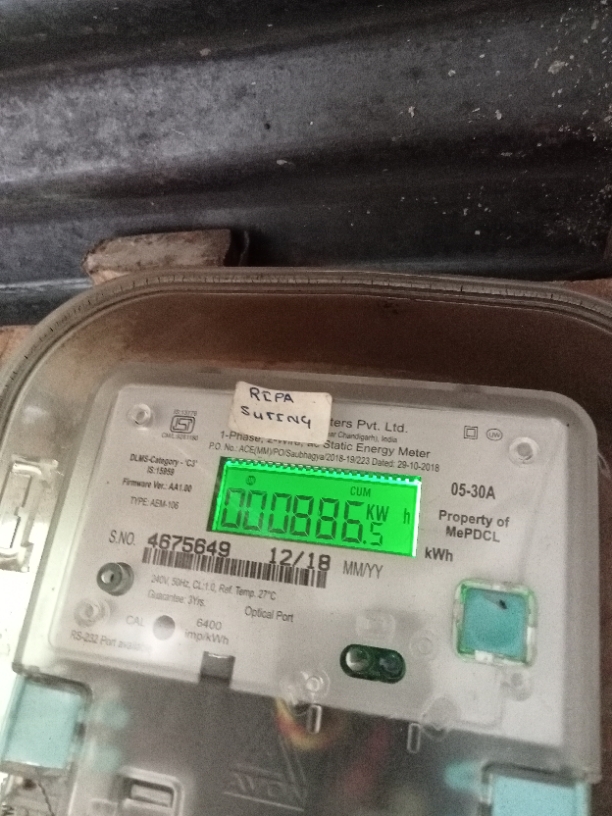 REPA
SUTING
ters Pvt. Ltd.
Chandigarh), India
1-Phase, 2-Wire, ac Static Energy Meter
P.O. No.: ACE(MM)/PO/Saubhagya/2018-19/223 Dated: 29-10-2018
DLMS-Category - 'C3'
IS:15959
Firmware Ver.: AA1.00
TYPE: AEM-106
CUM
000886.5 KW h
05-30A
Property of
MePDCL
kWh
S.NO. 4675649 12/18 MM/YY
240V, 50Hz, CL:1.0, Ref. Temp. 27°C
Guarantee: 3Yrs.
Optical Port
CAL 6400
imp/kWh
RS-232 Port
AVON